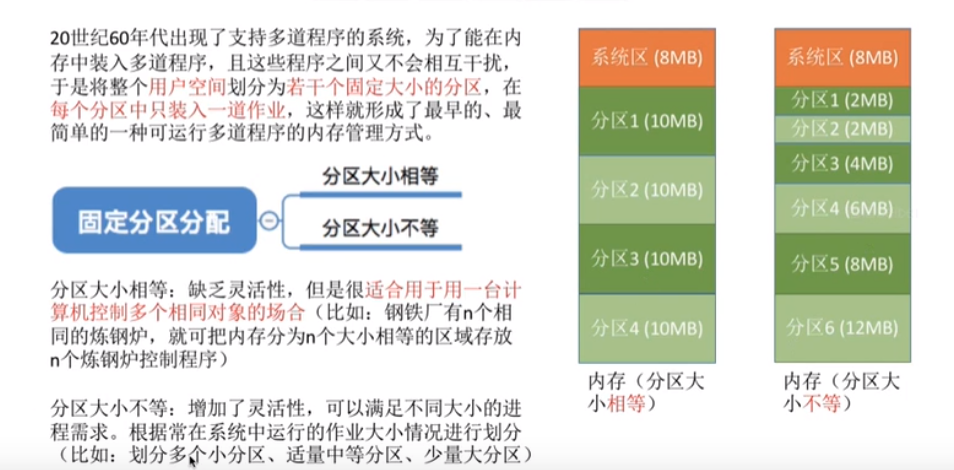 20世纪60年代出现了支持多道程序的系统，为了能在内
存中装入多道程序，且这些程序之间又不会相互干扰，
于是将整个用户空间划分为若干个固定大小的分区，在
每个分区中只装入一道作业，这样就形成了最早的、最
简单的一种可运行多道程序的内存管理方式。
固定分区分配
分区大小相等
分区大小不等
分区大小相等：缺乏灵活性，但是很适合用于用一台计
算机控制多个相同对象的场合（比如：钢铁厂有n个相
同的炼钢炉，就可把内存分为n个大小相等的区域存放
n个炼钢炉控制程序）
分区大小不等：增加了灵活性，可以满足不同大小的进
程需求。根据常在系统中运行的作业大小情况进行划分
（比如：划分多个小分区、适量中等分区、少量大分区）
系统区 (8MB)
分区1 (10MB)
分区2 (10MB)
分区3 (10MB)
分区4 (10MB)
内存（分区大
小相等）
系统区 (8MB)
分区1 (2MB)
分区2 (2MB)
分区3 (4MB)
分区4 (6MB)
分区5 (8MB)
分区6 (12MB)
内存（分区大
小不等）